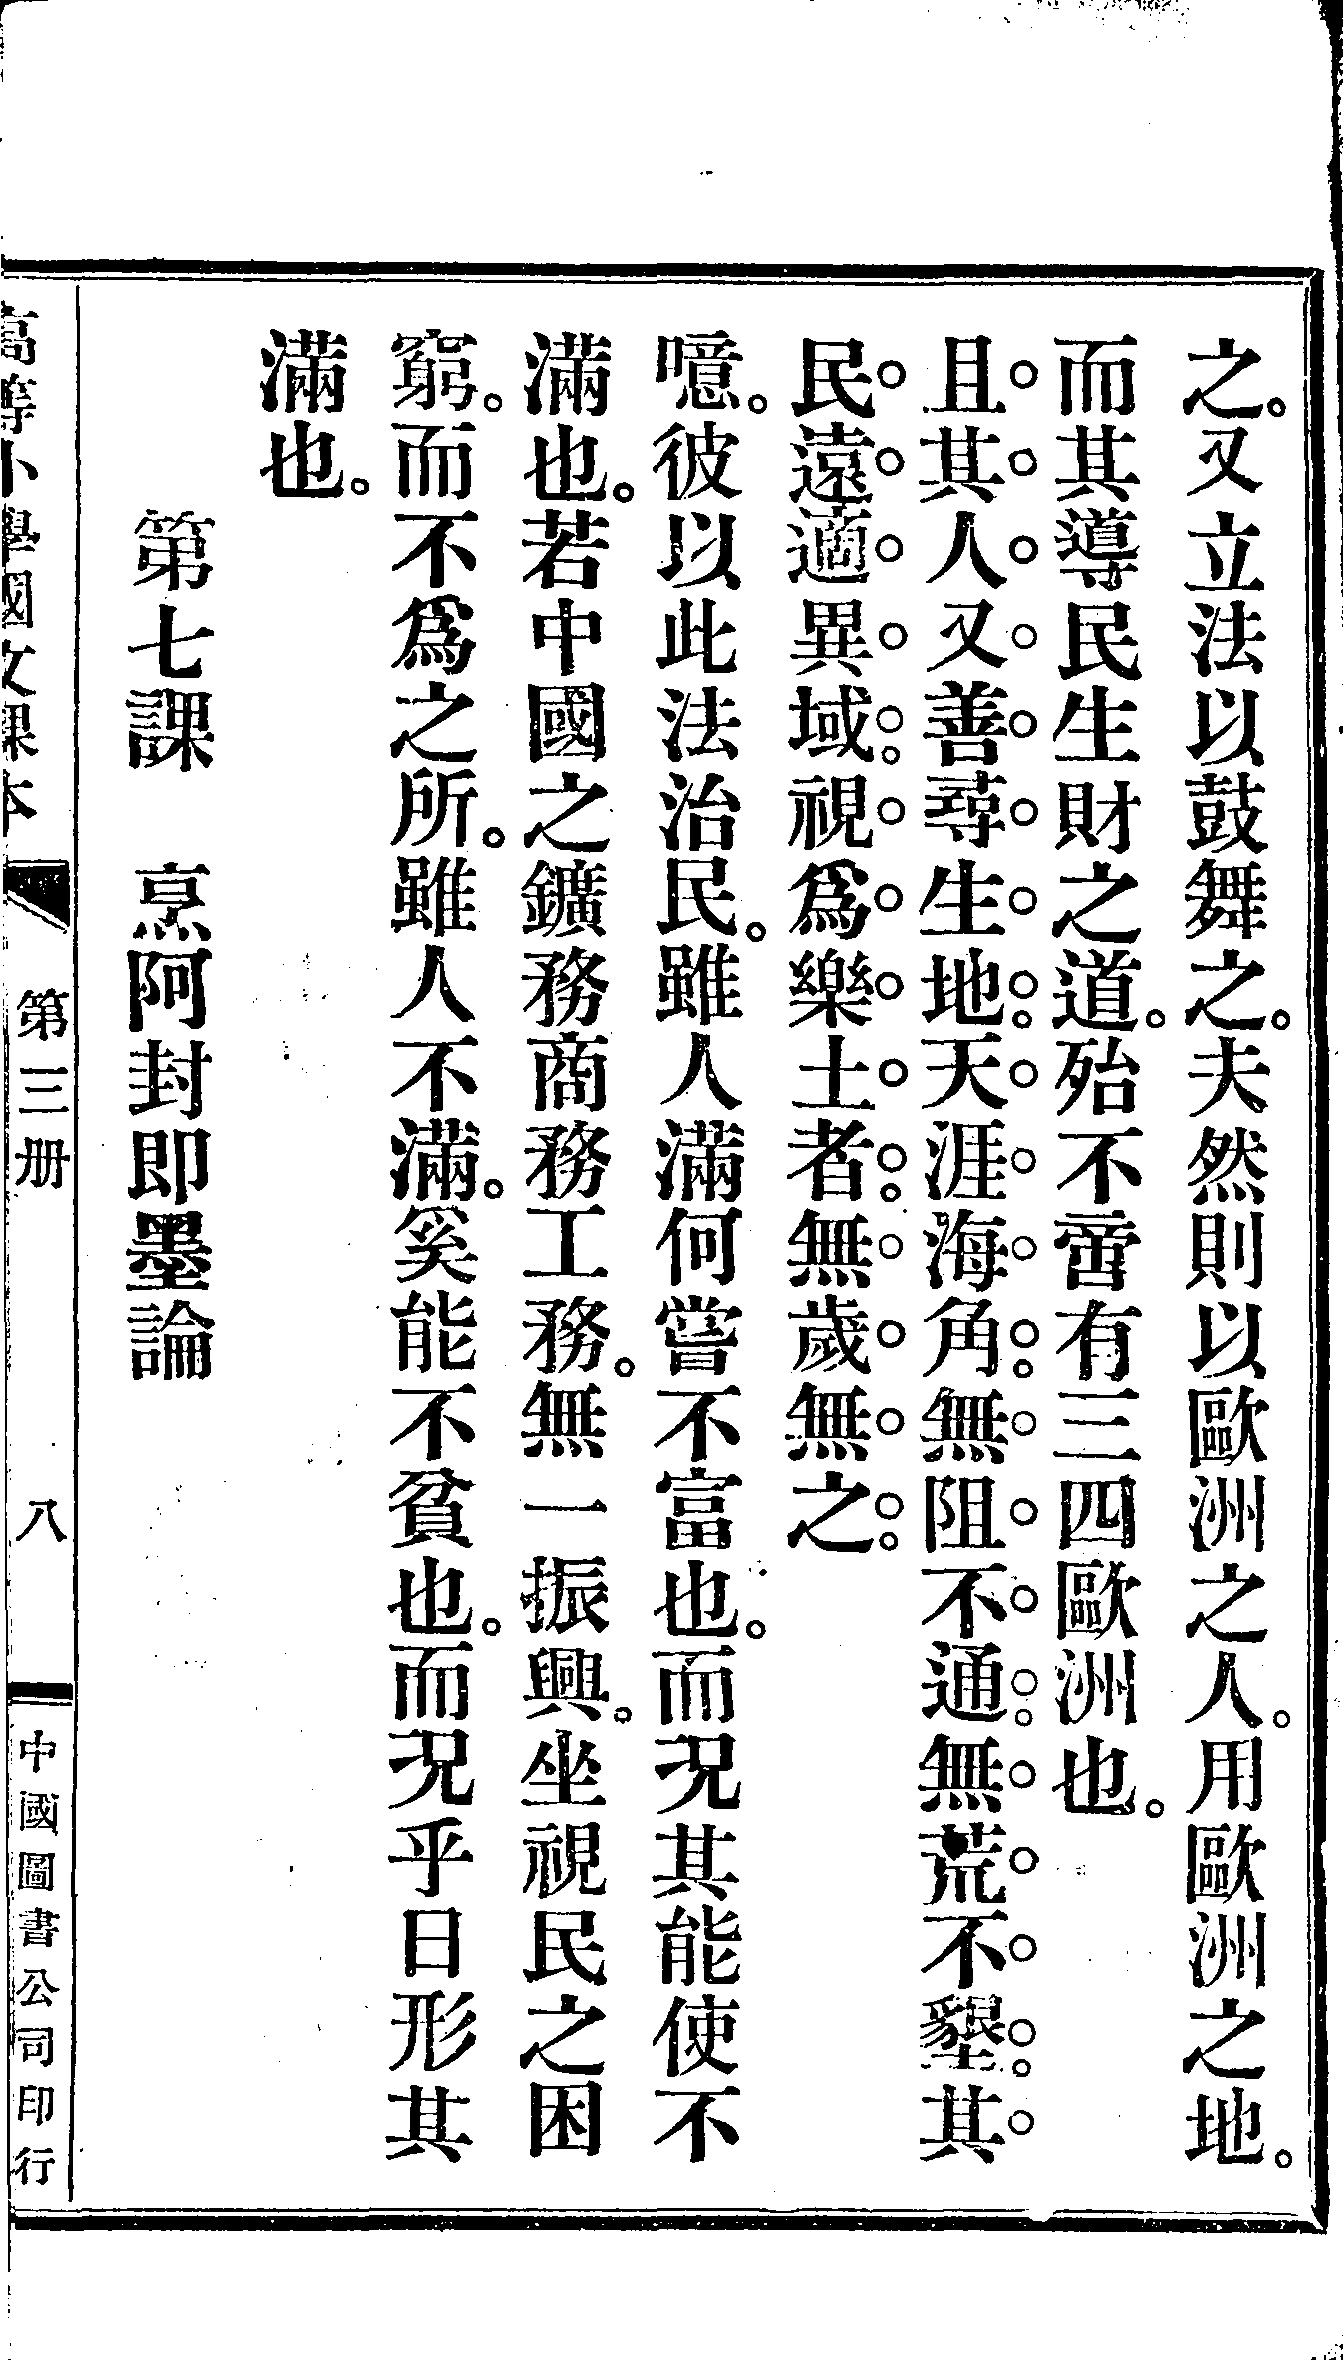 之。又立法以鼓舞之。夫然則以歐洲之人。用歐洲之地。
而其導民生財之道。殆不啻有三四歐洲也。
且其人又善尋生地。天涯海角。無阻不通。無荒不墾。其
民遠適異域。視爲樂土者。無歲無之。
噫。彼以此法治民。雖人滿何嘗不富也。而況其能使不
滿也。若中國之鑛務商務工務。無一振興。坐視民之困
窮。而不爲之所。雖人不滿。奚能不貧也。而況乎日形其
滿也。
第七課　烹阿封卽墨論
高等小學國文課本　第三册　八　中國圖書公司印行